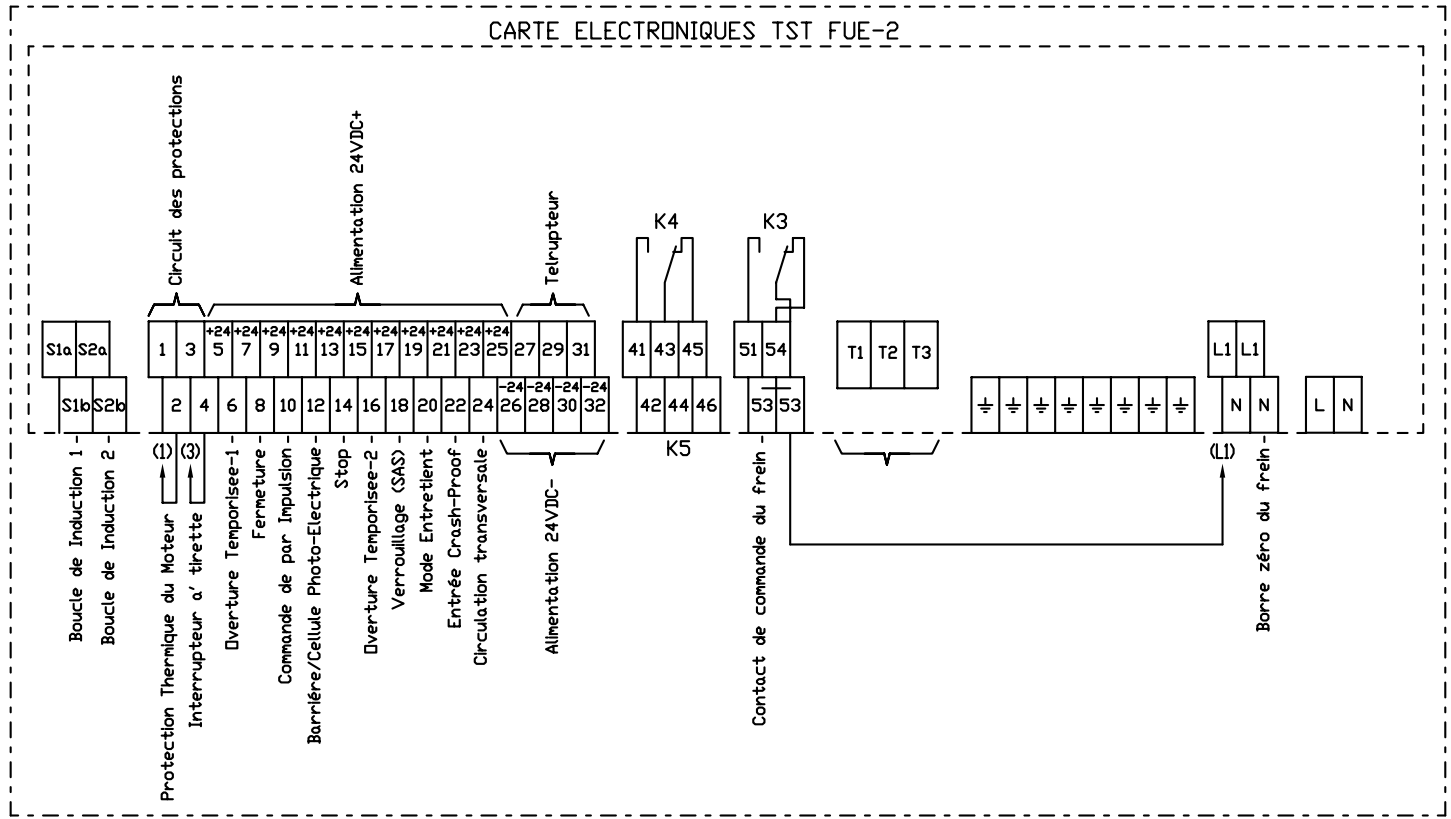 CARTE ELECTRONIQUES TST FUE-2
Circuit des protections
Alimentation 24VDC+
Telrupteur
K4
K3
S1a S2a
1 3 +24 5 +24 7 +24 9 +24 11 +24 13 +24 15 +24 17 +24 19 +24 21 +24 23 +24 25 27 29 31
41 43 45
51 54
T1 T2 T3
L1 L1
S1b S2b
2 4 6 8 10 12 14 16 18 20 22 24 -24 26 -24 28 -24 30 -24 32
42 44 46
53 53
N N
L N
K5
(1) (3)
(L1)
Boucle de Induction 1
Boucle de Induction 2
Protection Thermique du Moteur
Interrupteur a' tirette
Overture Temporisee-1
Fermeture
Commande de par Impulsion
Barriére/Cellule Photo-Electrique
Stop
Overture Temporisee-2
Verrouillage (SAS)
Mode Entretient
Entrée Crash-Proof
Circulation transversale
Alimentation 24VDC-
Contact de commande du frein
Borre zéro du frein